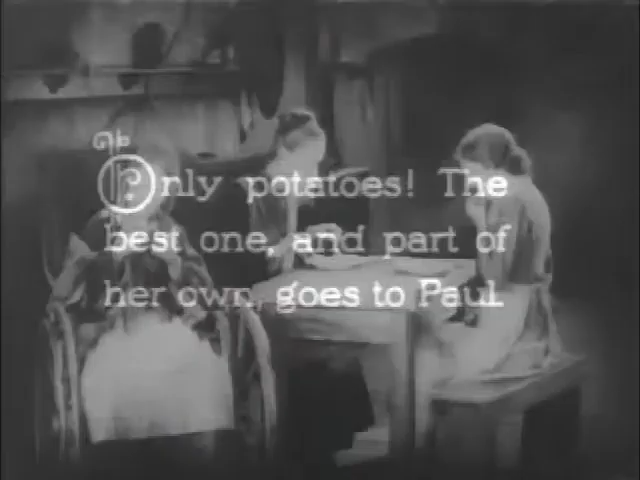 Only potatoes! The
best one, and part of
her own, goes to Paul.